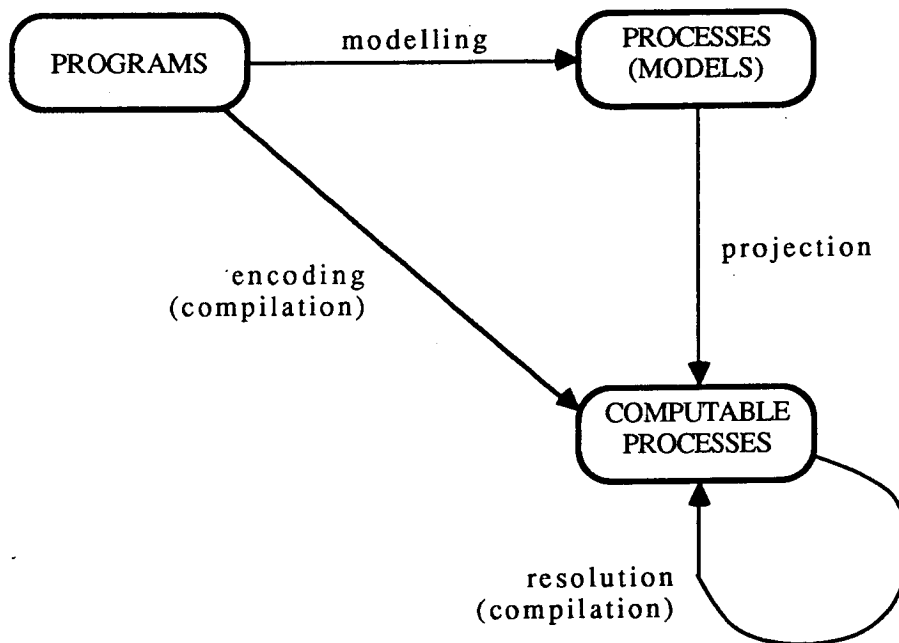 modelling
PROGRAMS
PROCESSES
(MODELS)
projection
encoding
(compilation)
COMPUTABLE
PROCESSES
resolution
(compilation)